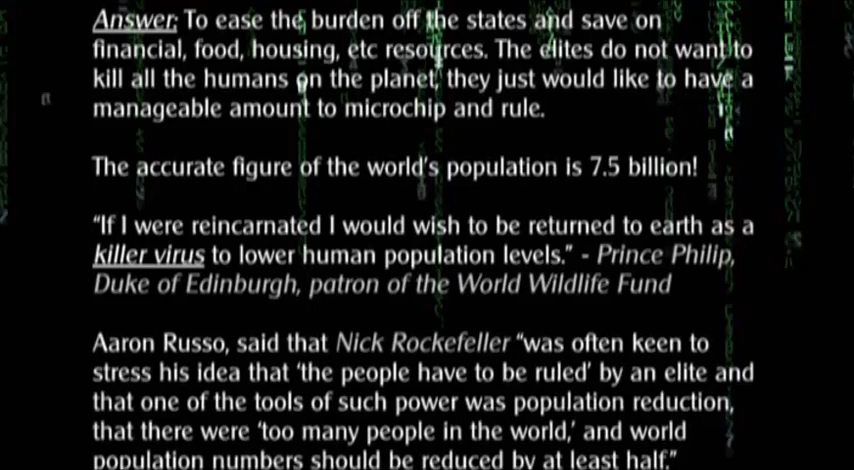 Answer: To ease the burden off the states and save on
financial, food, housing, etc resources. The elites do not want to
kill all the humans on the planet, they just would like to have a
manageable amount to microchip and rule.
The accurate figure of the world's population is 7.5 billion!
“If I were reincarnated I would wish to be returned to earth as a
killer virus to lower human population levels.” - Prince Philip,
Duke of Edinburgh, patron of the World Wildlife Fund
Aaron Russo, said that Nick Rockefeller “was often keen to
stress his idea that ‘the people have to be ruled’ by an elite and
that one of the tools of such power was population reduction,
that there were ‘too many people in the world,’ and world
population numbers should be reduced by at least half.”